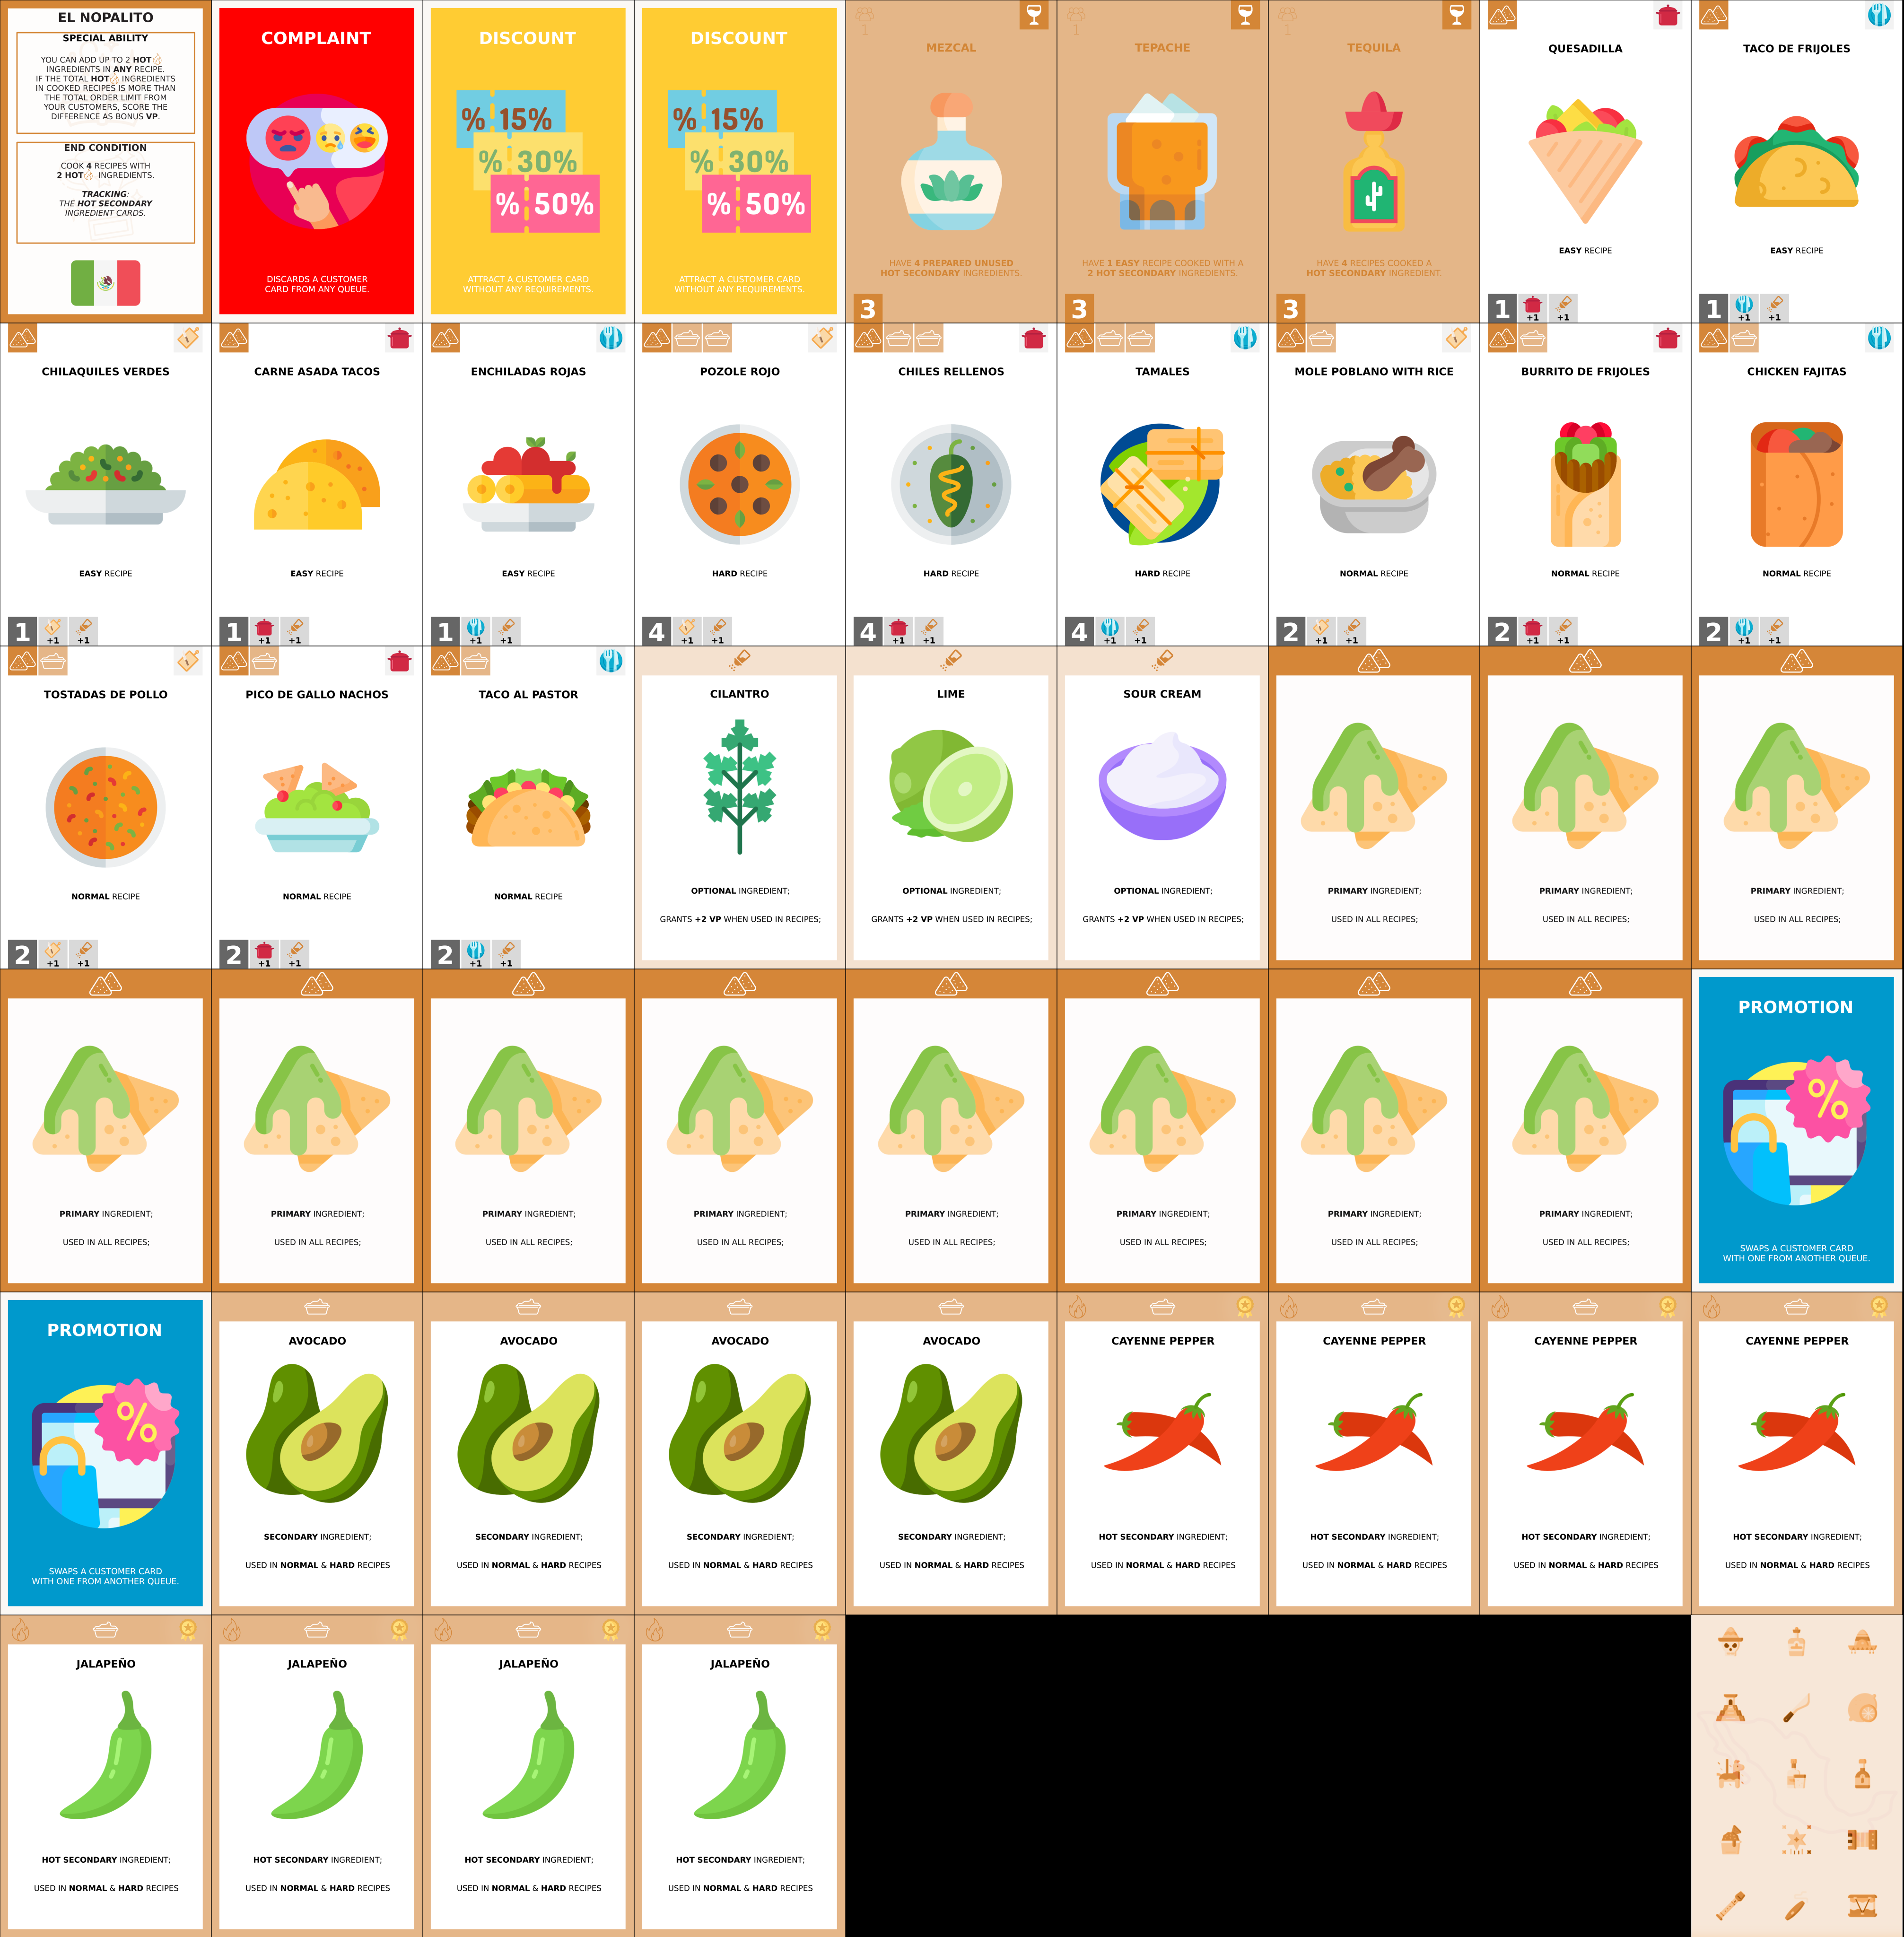 EL NOPALITO
SPECIAL ABILITY
YOU CAN ADD UP TO 2 HOT
INGREDIENTS IN ANY RECIPE.
IF THE TOTAL HOT INGREDIENTS
IN COOKED RECIPES IS MORE THAN
THE TOTAL ORDER LIMIT FROM
YOUR CUSTOMERS, SCORE THE
DIFFERENCE AS BONUS VP.
END CONDITION
COOK 4 RECIPES WITH
2 HOT INGREDIENTS.
TRACKING:
THE HOT SECONDARY
INGREDIENT CARDS.
COMPLAINT
DISCARDS A CUSTOMER
CARD FROM ANY QUEUE.
DISCOUNT
% 15%
% 30%
% 50%
ATTRACT A CUSTOMER CARD
WITHOUT ANY REQUIREMENTS.
DISCOUNT
% 15%
% 30%
% 50%
ATTRACT A CUSTOMER CARD
WITHOUT ANY REQUIREMENTS.
1
MEZCAL
HAVE 4 PREPARED UNUSED
HOT SECONDARY INGREDIENTS.
3
1
TEPACHE
HAVE 1 EASY RECIPE COOKED WITH A
2 HOT SECONDARY INGREDIENTS.
3
1
TEQUILA
HAVE 4 RECIPES COOKED A
HOT SECONDARY INGREDIENT.
3
QUESADILLA
EASY RECIPE
1 +1 +1
TACO DE FRIJOLES
EASY RECIPE
1 +1 +1
CHILAQUILES VERDES
EASY RECIPE
1 +1 +1
CARNE ASADA TACOS
EASY RECIPE
1 +1 +1
ENCHILADAS ROJAS
EASY RECIPE
1 +1 +1
POZOLE ROJO
HARD RECIPE
4 +1 +1
CHILES RELLENOS
HARD RECIPE
4 +1 +1
TAMALES
HARD RECIPE
4 +1 +1
MOLE POBLANO WITH RICE
NORMAL RECIPE
2 +1 +1
BURRITO DE FRIJOLES
NORMAL RECIPE
2 +1 +1
CHICKEN FAJITAS
NORMAL RECIPE
2 +1 +1
TOSTADAS DE POLLO
NORMAL RECIPE
2 +1 +1
PICO DE GALLO NACHOS
NORMAL RECIPE
2 +1 +1
TACO AL PASTOR
NORMAL RECIPE
2 +1 +1
CILANTRO
OPTIONAL INGREDIENT;
GRANTS +2 VP WHEN USED IN RECIPES;
LIME
OPTIONAL INGREDIENT;
GRANTS +2 VP WHEN USED IN RECIPES;
SOUR CREAM
OPTIONAL INGREDIENT;
GRANTS +2 VP WHEN USED IN RECIPES;
PRIMARY INGREDIENT;
USED IN ALL RECIPES;
PRIMARY INGREDIENT;
USED IN ALL RECIPES;
PRIMARY INGREDIENT;
USED IN ALL RECIPES;
PRIMARY INGREDIENT;
USED IN ALL RECIPES;
PRIMARY INGREDIENT;
USED IN ALL RECIPES;
PRIMARY INGREDIENT;
USED IN ALL RECIPES;
PRIMARY INGREDIENT;
USED IN ALL RECIPES;
PRIMARY INGREDIENT;
USED IN ALL RECIPES;
PRIMARY INGREDIENT;
USED IN ALL RECIPES;
PRIMARY INGREDIENT;
USED IN ALL RECIPES;
PRIMARY INGREDIENT;
USED IN ALL RECIPES;
PROMOTION
%
SWAPS A CUSTOMER CARD
WITH ONE FROM ANOTHER QUEUE.
PROMOTION
%
SWAPS A CUSTOMER CARD
WITH ONE FROM ANOTHER QUEUE.
AVOCADO
SECONDARY INGREDIENT;
USED IN NORMAL & HARD RECIPES
AVOCADO
SECONDARY INGREDIENT;
USED IN NORMAL & HARD RECIPES
AVOCADO
SECONDARY INGREDIENT;
USED IN NORMAL & HARD RECIPES
AVOCADO
SECONDARY INGREDIENT;
USED IN NORMAL & HARD RECIPES
CAYENNE PEPPER
HOT SECONDARY INGREDIENT;
USED IN NORMAL & HARD RECIPES
CAYENNE PEPPER
HOT SECONDARY INGREDIENT;
USED IN NORMAL & HARD RECIPES
CAYENNE PEPPER
HOT SECONDARY INGREDIENT;
USED IN NORMAL & HARD RECIPES
CAYENNE PEPPER
HOT SECONDARY INGREDIENT;
USED IN NORMAL & HARD RECIPES
JALAPEÑO
HOT SECONDARY INGREDIENT;
USED IN NORMAL & HARD RECIPES
JALAPEÑO
HOT SECONDARY INGREDIENT;
USED IN NORMAL & HARD RECIPES
JALAPEÑO
HOT SECONDARY INGREDIENT;
USED IN NORMAL & HARD RECIPES
JALAPEÑO
HOT SECONDARY INGREDIENT;
USED IN NORMAL & HARD RECIPES